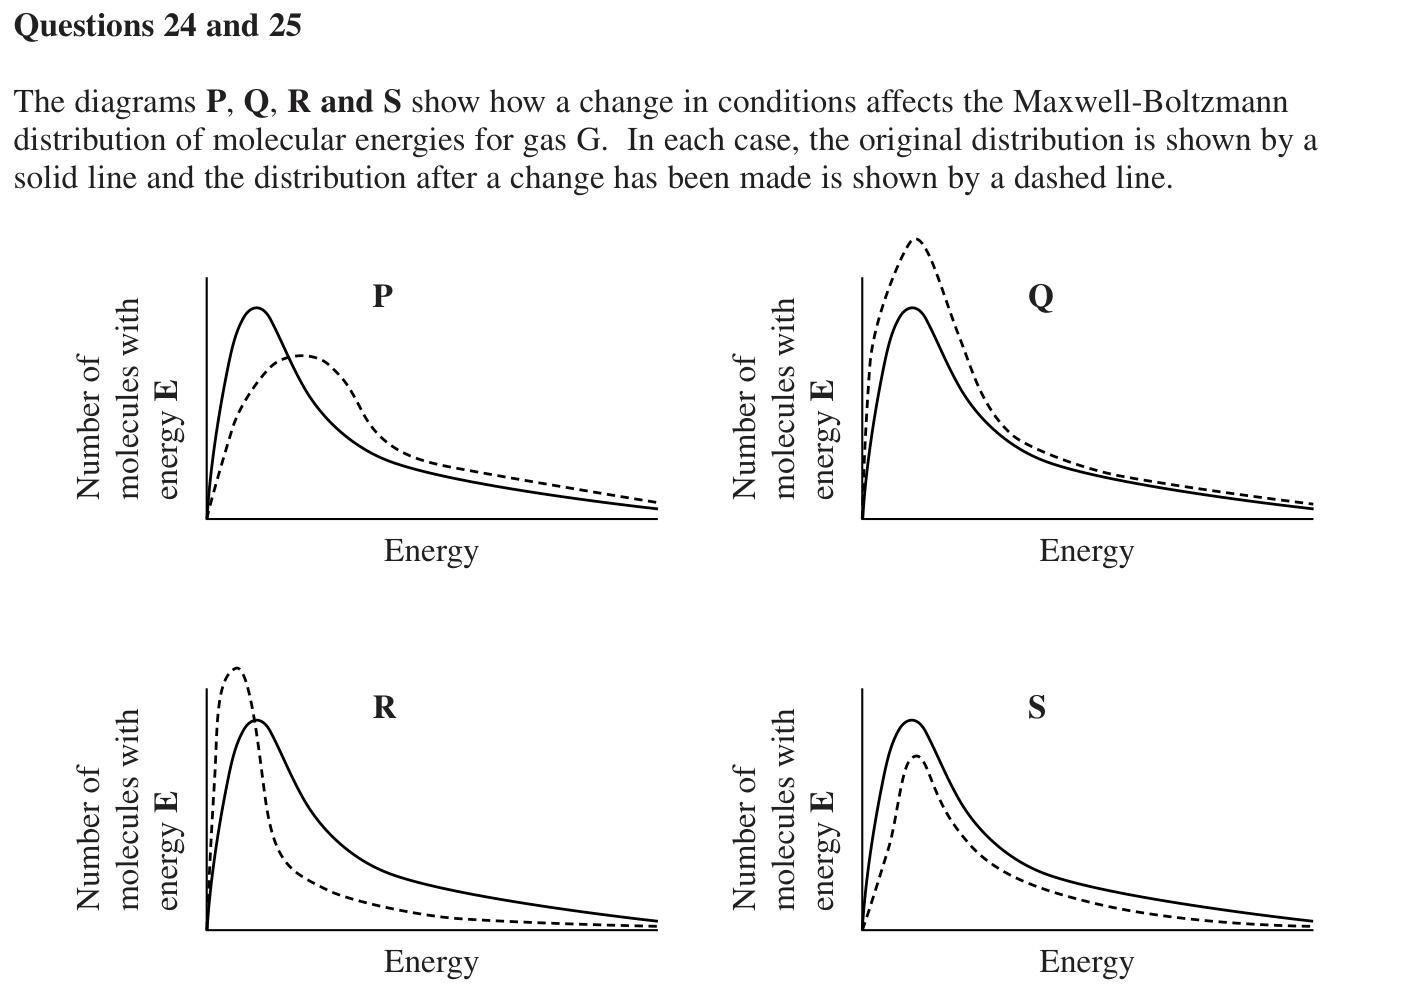 Questions 24 and 25
The diagrams P, Q, R and S show how a change in conditions affects the Maxwell-Boltzmann
distribution of molecular energies for gas G.  In each case, the original distribution is shown by a
solid line and the distribution after a change has been made is shown by a dashed line.
Number of
molecules with
energy E
P
Energy
Number of
molecules with
energy E
Q
Energy
Number of
molecules with
energy E
R
Energy
Number of
molecules with
energy E
S
Energy